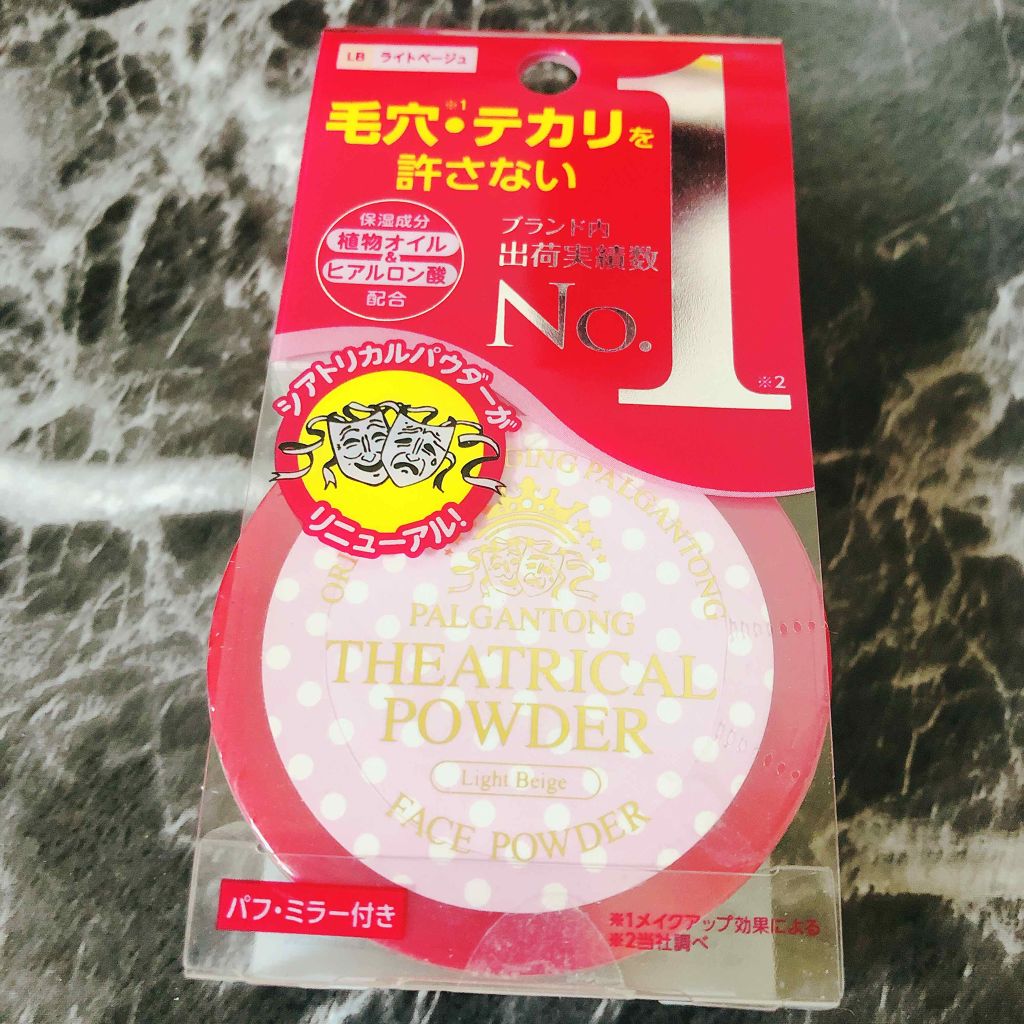 LB ライトベージュ
毛穴・テカリを
※1
許さない
保湿成分
植物オイル
&
ヒアルロン酸
配合
ブランド内
出荷実績数
No.1
※2
シアトリカルパウダーが
リニューアル!
PALGANTONG
PALGANTONG
THEATRICAL
POWDER
Light Beige
FACE POWDER
パフ・ミラー付き
※1メイクアップ効果による
※2当社調べ